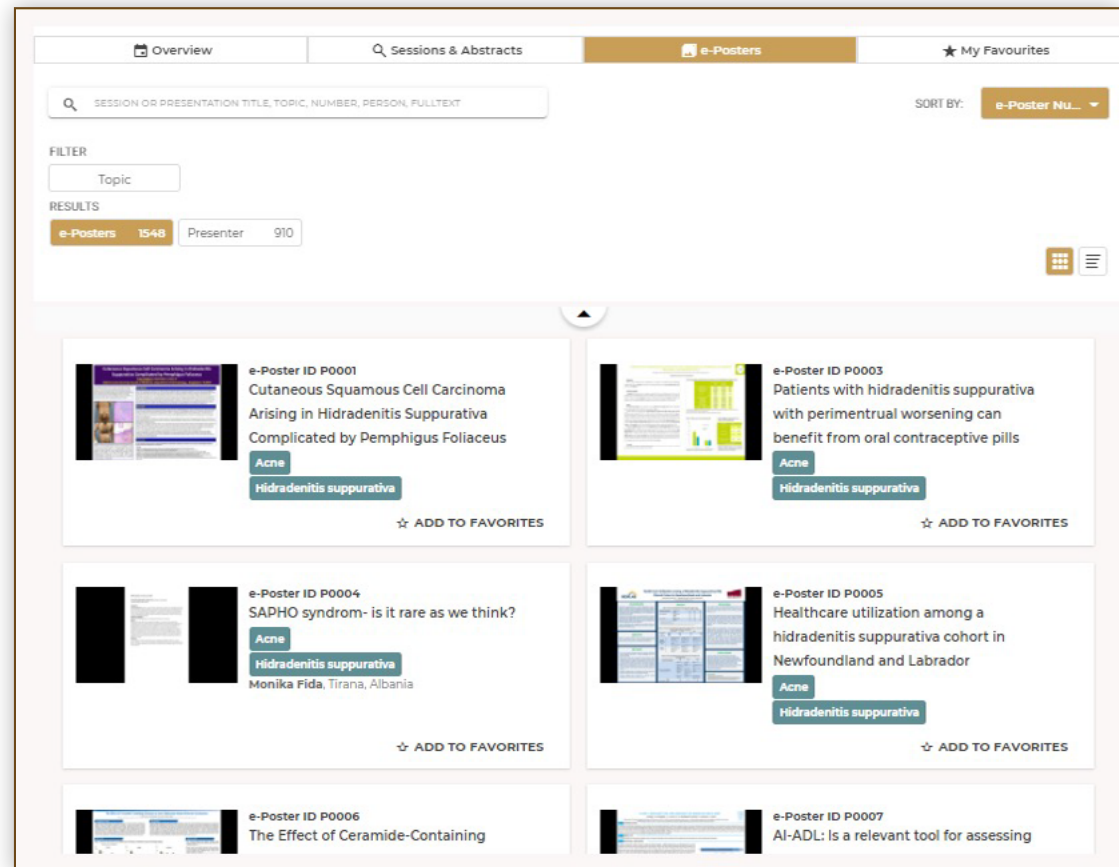 Overview
Sessions & Abstracts
e-Posters
My Favourites
SESSION OR PRESENTATION TITLE, TOPIC, NUMBER, PERSON, FULLTEXT
SORT BY:
e-Poster Nu...
FILTER
Topic
RESULTS
e-Posters 1548
Presenter 910
e-Poster ID P0001
Cutaneous Squamous Cell Carcinoma
Arising in Hidradenitis Suppurativa
Complicated by Pemphigus Foliaceus
Acne
Hidradenitis suppurativa
ADD TO FAVORITES
e-Poster ID P0003
Patients with hidradenitis suppurativa
with perimentrual worsening can
benefit from oral contraceptive pills
Acne
Hidradenitis suppurativa
ADD TO FAVORITES
e-Poster ID P0004
SAPHO syndrom- is it rare as we think?
Acne
Hidradenitis suppurativa
Monika Fida, Tirana, Albania
ADD TO FAVORITES
e-Poster ID P0005
Healthcare utilization among a
hidradenitis suppurativa cohort in
Newfoundland and Labrador
Acne
Hidradenitis suppurativa
ADD TO FAVORITES
e-Poster ID P0006
The Effect of Ceramide-Containing
e-Poster ID P0007
AI-ADL: Is a relevant tool for assessing